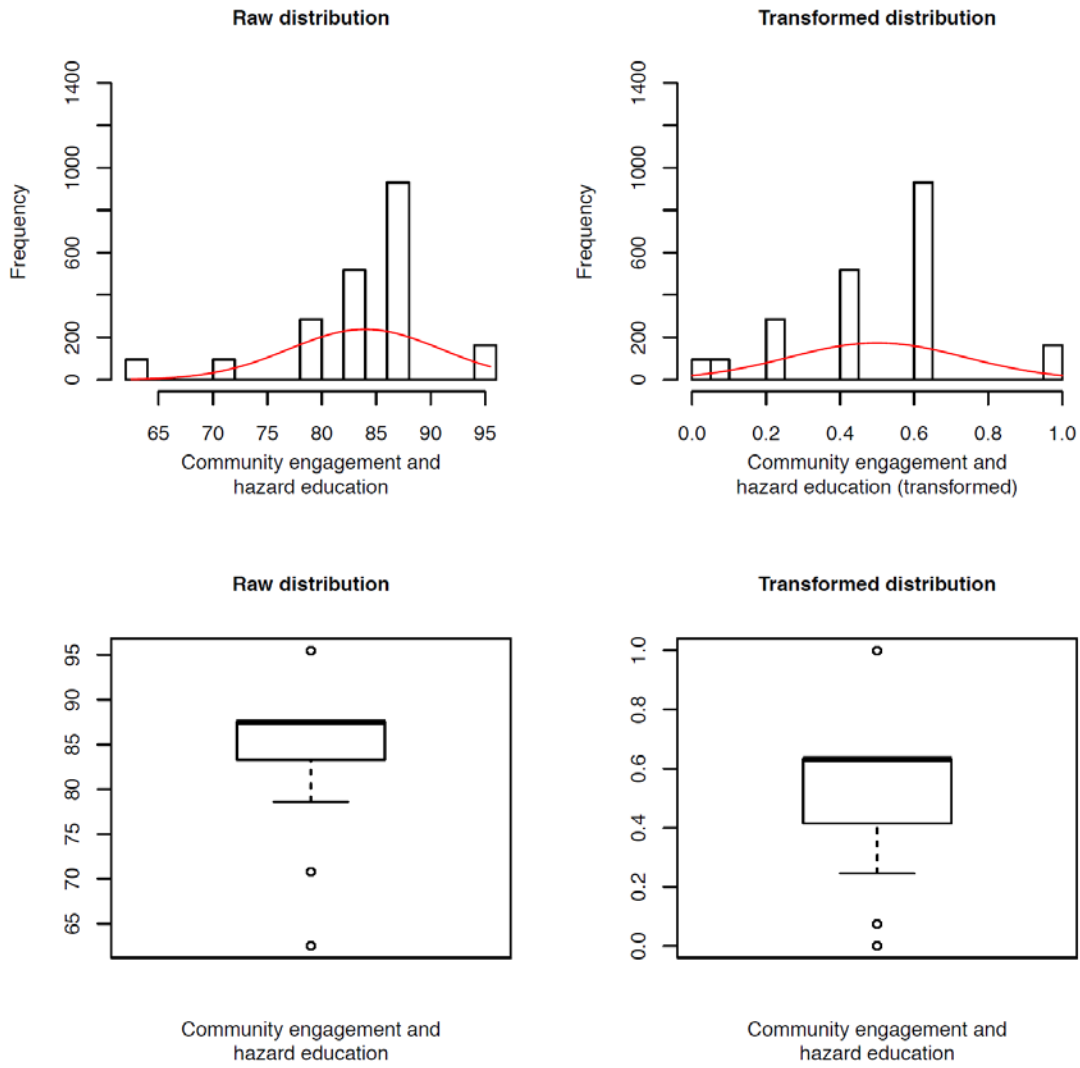 Raw distribution
Transformed distribution
Frequency
1400
1000
600
200
0
65 70 75 80 85 90 95
Community engagement and
hazard education
Frequency
1400
1000
600
200
0
0.0 0.2 0.4 0.6 0.8 1.0
Community engagement and
hazard education (transformed)
Raw distribution
Transformed distribution
95
90
85
80
75
70
65
Community engagement and
hazard education
1.0
0.8
0.6
0.4
0.2
0.0
Community engagement and
hazard education